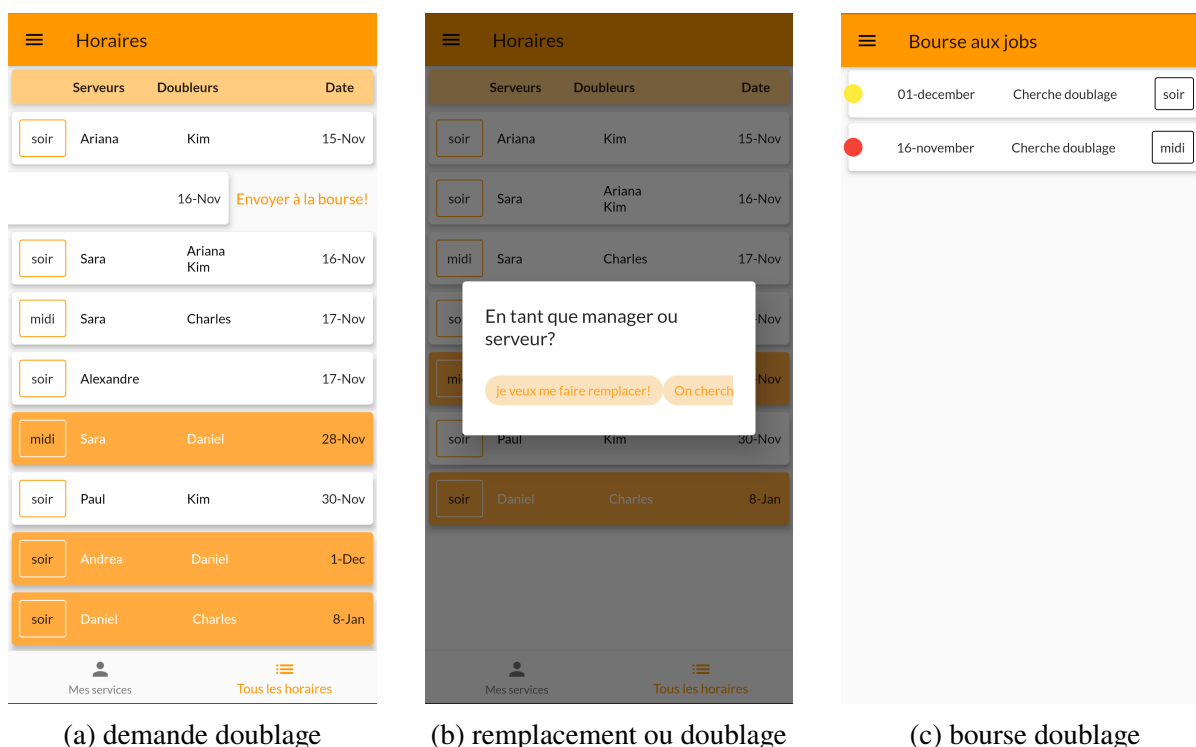 Horaires
Serveurs Doubleurs Date
soir Ariana Kim 15-Nov
16-Nov Envoyer à la bourse!
soir Sara Ariana Kim 16-Nov
midi Sara Charles 17-Nov
soir Alexandre 17-Nov
midi Sara Daniel 28-Nov
soir Paul Kim 30-Nov
soir Andrea Daniel 1-Dec
soir Daniel Charles 8-Jan
Mes services Tous les horaires
(a) demande doublage
Horaires
Serveurs Doubleurs Date
soir Ariana Kim 15-Nov
soir Sara Ariana Kim 16-Nov
midi Sara Charles 17-Nov
so -Nov
En tant que manager ou
serveur?
mi Nov
je veux me faire remplacer! On cherch
soir Paul Kim 30-Nov
soir Daniel Charles 8-Jan
Mes services Tous les horaires
(b) remplacement ou doublage
Bourse aux jobs
01-december Cherche doublage soir
16-november Cherche doublage midi
(c) bourse doublage